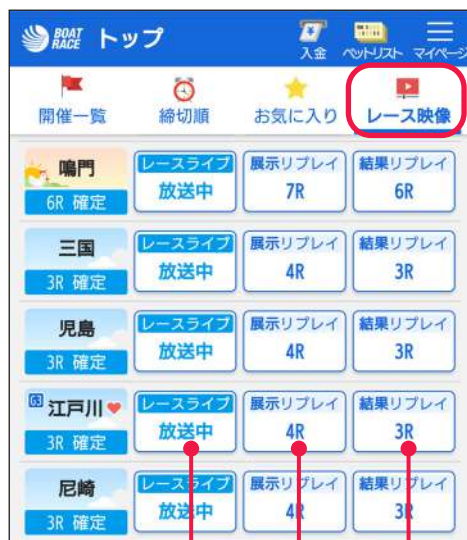 BOAT RACE トップ 入金 ベットリスト マイページ
開催一覧 締切順 お気に入り レース映像
鳴門 6R 確定 レースライブ 放送中 展示リプレイ 7R 結果リプレイ 6R
三国 3R 確定 レースライブ 放送中 展示リプレイ 4R 結果リプレイ 3R
児島 3R 確定 レースライブ 放送中 展示リプレイ 4R 結果リプレイ 3R
江戸川 3R 確定 レースライブ 放送中 展示リプレイ 4R 結果リプレイ 3R
尼崎 3R 確定 レースライブ 放送中 展示リプレイ 4R 結果リプレイ 3R